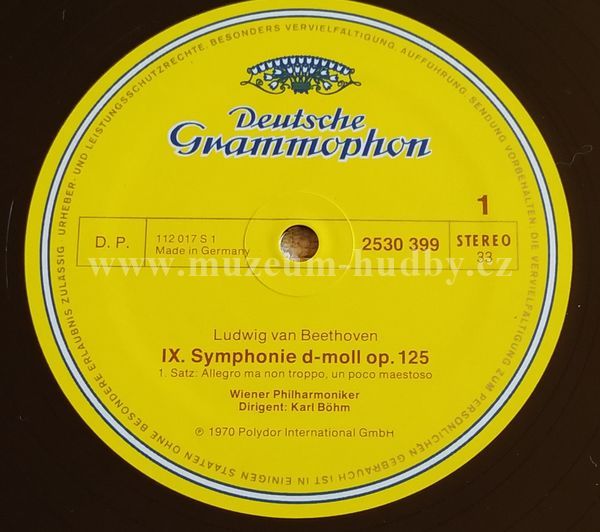 URHEBER- UND LEISTUNGSSCHUTZRECHTE, BESONDERS VERVIELFÄLTIGUNG, AUFFÜHRUNG, SENDUNG VORBEHALTEN. DIE VERVIELFÄLTIGUNG ZUM PERSÖNLICHEN GEBRAUCH IST IN EINIGEN STAATEN OHNE BESONDERE ERLAUBNIS ZULÄSSIG
Deutsche
Grammophon
1
D. P.
112 017 S 1
Made in Germany
2530 399
STEREO
33
www.muzeum-hudby.cz
Ludwig van Beethoven
IX. Symphonie d-moll op. 125
1. Satz: Allegro ma non troppo, un poco maestoso
Wiener Philharmoniker
Dirigent: Karl Böhm
℗ 1970 Polydor International GmbH